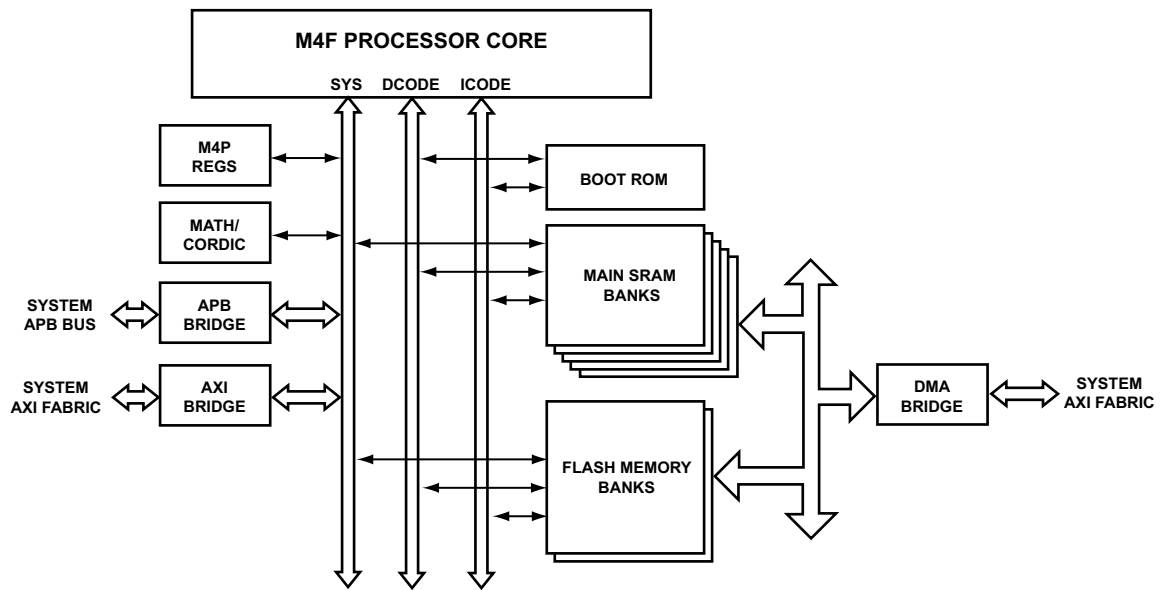 M4F PROCESSOR CORE
SYS DCODE ICODE
M4P
REGS
BOOT ROM
MATH/
CORDIC
MAIN SRAM
BANKS
SYSTEM
APB BUS
APB
BRIDGE
SYSTEM
AXI FABRIC
AXI
BRIDGE
DMA
BRIDGE
SYSTEM
AXI FABRIC
FLASH MEMORY
BANKS